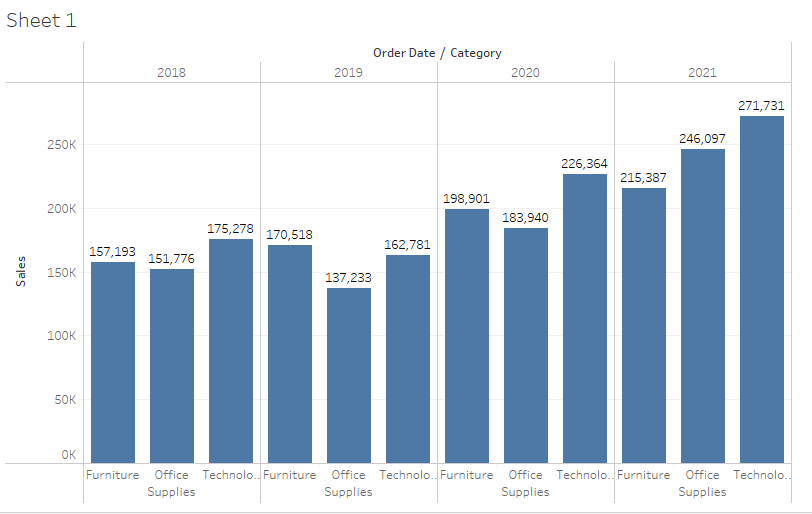 Sheet 1
Order Date / Category
2018 2019 2020 2021
271,731
250K
246,097
226,364
215,387
200K
198,901
183,940
175,278
170,518
162,781
157,193
151,776
150K
137,233
Sales
100K
50K
0K
Furniture Office Technolo.. Furniture Office Technolo.. Furniture Office Technolo.. Furniture Office Technolo..
Supplies Supplies Supplies Supplies